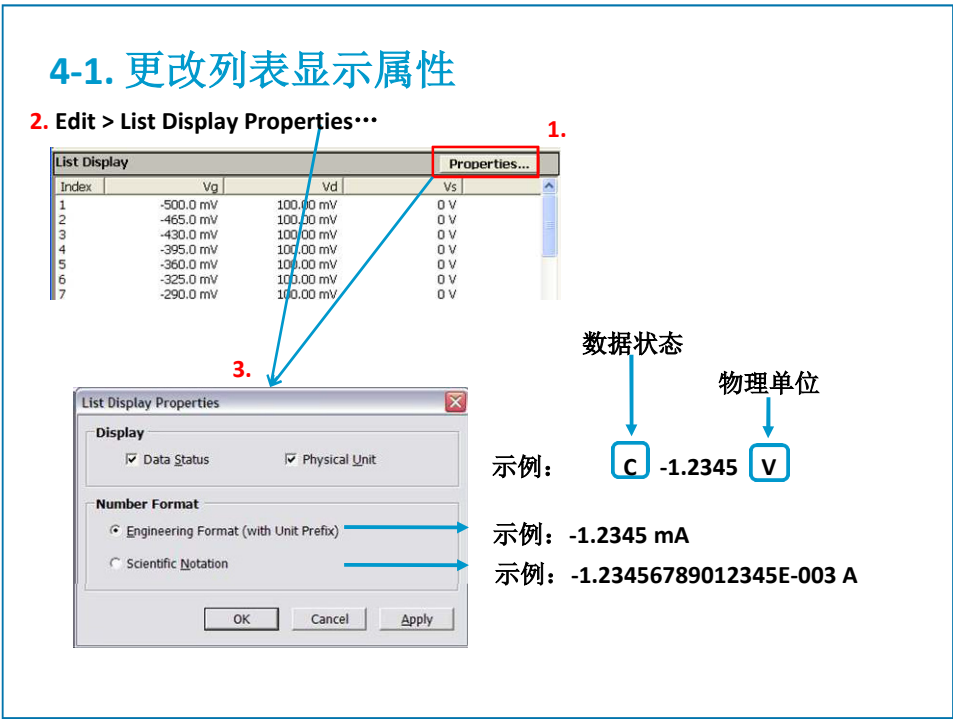 4-1. 更改列表显示属性
2. Edit > List Display Properties⋯
1.
List Display Properties...
Index Vg Vd Vs
1 -500.0 mV 100.00 mV 0 V
2 -465.0 mV 100.00 mV 0 V
3 -430.0 mV 100.00 mV 0 V
4 -395.0 mV 100.00 mV 0 V
5 -360.0 mV 100.00 mV 0 V
6 -325.0 mV 100.00 mV 0 V
7 -290.0 mV 100.00 mV 0 V
数据状态
3.
物理单位
List Display Properties
Display
Data Status Physical Unit
示例： C -1.2345 V
Number Format
Engineering Format (with Unit Prefix)
示例：-1.2345 mA
Scientific Notation
示例：-1.23456789012345E-003 A
OK Cancel Apply